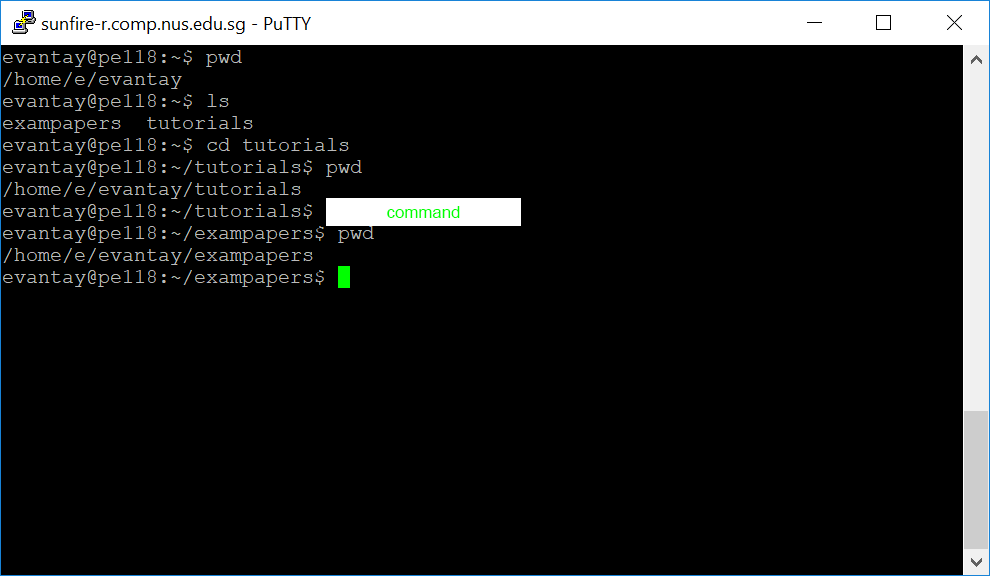 sunfire-r.comp.nus.edu.sg - PuTTY
evantay@pe118:~$ pwd
/home/e/evantay
evantay@pe118:~$ ls
exampapers  tutorials
evantay@pe118:~$ cd tutorials
evantay@pe118:~/tutorials$ pwd
/home/e/evantay/tutorials
evantay@pe118:~/tutorials$ command
evantay@pe118:~/exampapers$ pwd
/home/e/evantay/exampapers
evantay@pe118:~/exampapers$